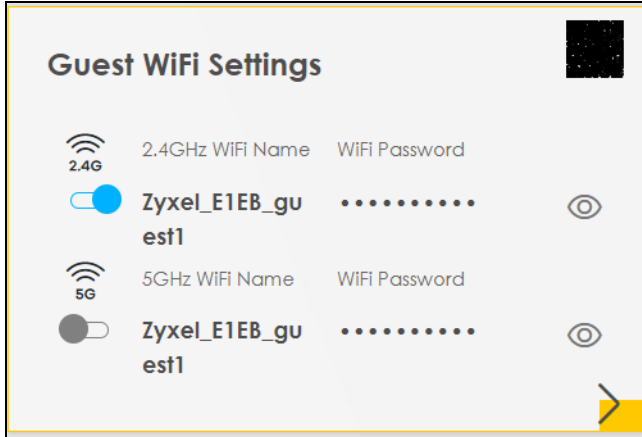 Guest WiFi Settings
2.4G
2.4GHz WiFi Name WiFi Password
Zyxel_E1EB_gu ••••••••••
est1
5G
5GHz WiFi Name WiFi Password
Zyxel_E1EB_gu ••••••••••
est1